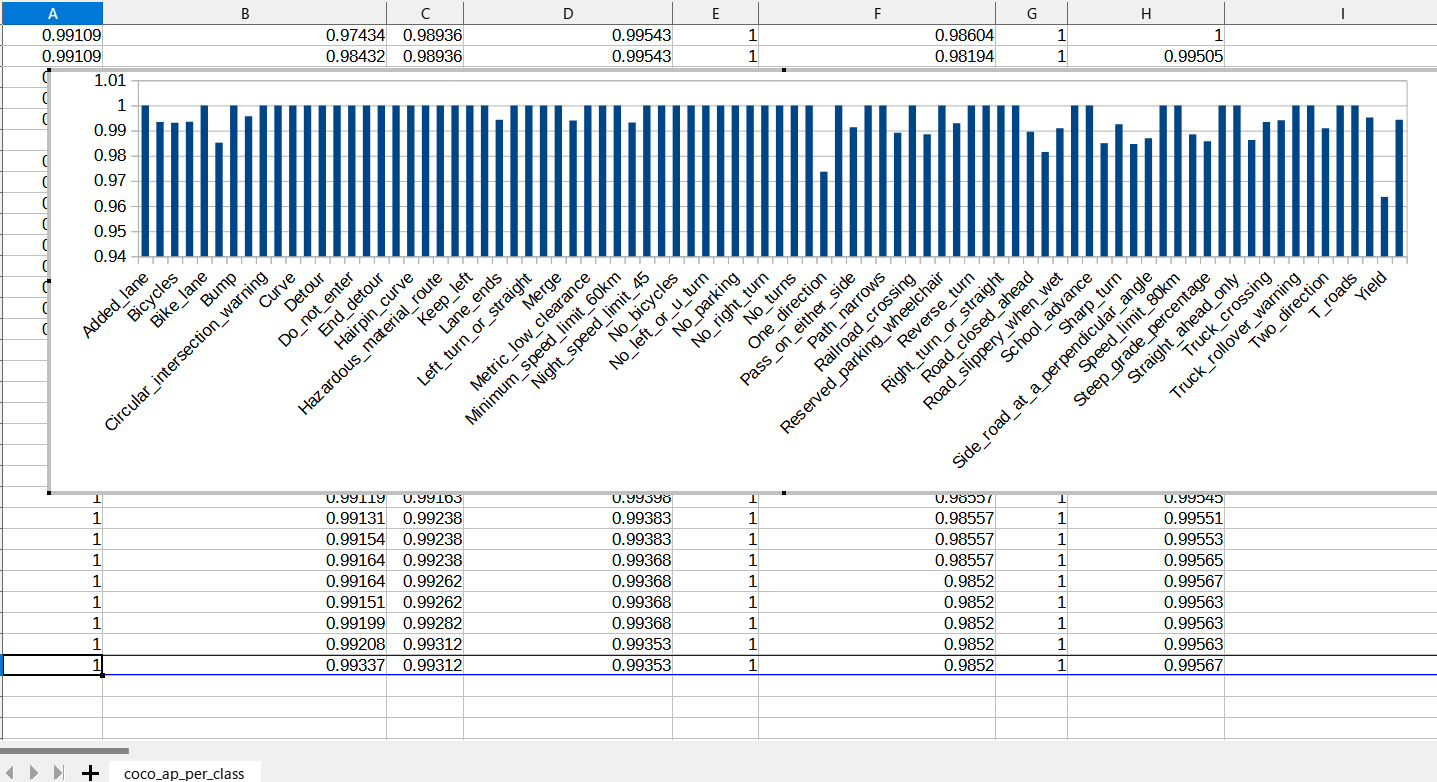 A B C D E F G H I
0.99109 0.97434 0.98936 0.99543 1 0.98604 1 1
0.99109 0.98432 0.98936 0.99543 1 0.98194 1 0.99505
1.01
1
0.99
0.98
0.97
0.96
0.95
0.94
Added_lane
Bicycles
Bike_lane
Bump
Circular_intersection_warning
Curve
Detour
Do_not_enter
End_detour
Hairpin_curve
Hazardous_material_route
Keep_left
Lane_ends
Left_turn_or_straight
Merge
Metric_low_clearance
Minimum_speed_limit_60km
Night_speed_limit_45
No_bicycles
No_left_or_u_turn
No_parking
No_right_turn
No_turns
One_direction
Pass_on_either_side
Path_narrows
Railroad_crossing
Reserved_parking_wheelchair
Reverse_turn
Right_turn_or_straight
Road_closed_ahead
Road_slippery_when_wet
School_advance
Sharp_turn
Side_road_at_a_perpendicular_angle
Speed_limit_80km
Steep_grade_percentage
Straight_ahead_only
Truck_crossing
Truck_rollover_warning
Two_direction
T_roads
Yield
1 0.99119 0.99163 0.99398 1 0.98557 1 0.99545
1 0.99131 0.99238 0.99383 1 0.98557 1 0.99551
1 0.99154 0.99238 0.99383 1 0.98557 1 0.99553
1 0.99164 0.99238 0.99368 1 0.98557 1 0.99565
1 0.99164 0.99262 0.99368 1 0.9852 1 0.99567
1 0.99151 0.99262 0.99368 1 0.9852 1 0.99563
1 0.99199 0.99282 0.99368 1 0.9852 1 0.99563
1 0.99208 0.99312 0.99353 1 0.9852 1 0.99563
1 0.99337 0.99312 0.99353 1 0.9852 1 0.99567
coco_ap_per_class